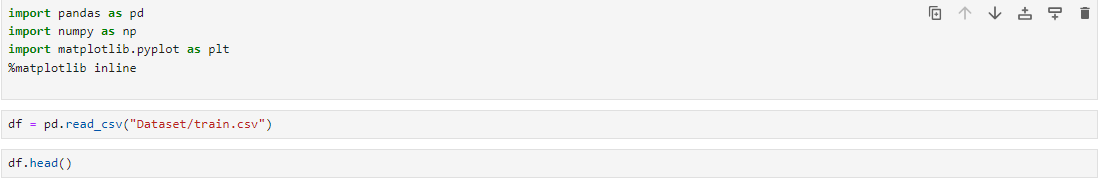 import pandas as pd
import numpy as np
import matplotlib.pyplot as plt
%matplotlib inline
df = pd.read_csv("Dataset/train.csv")
df.head()